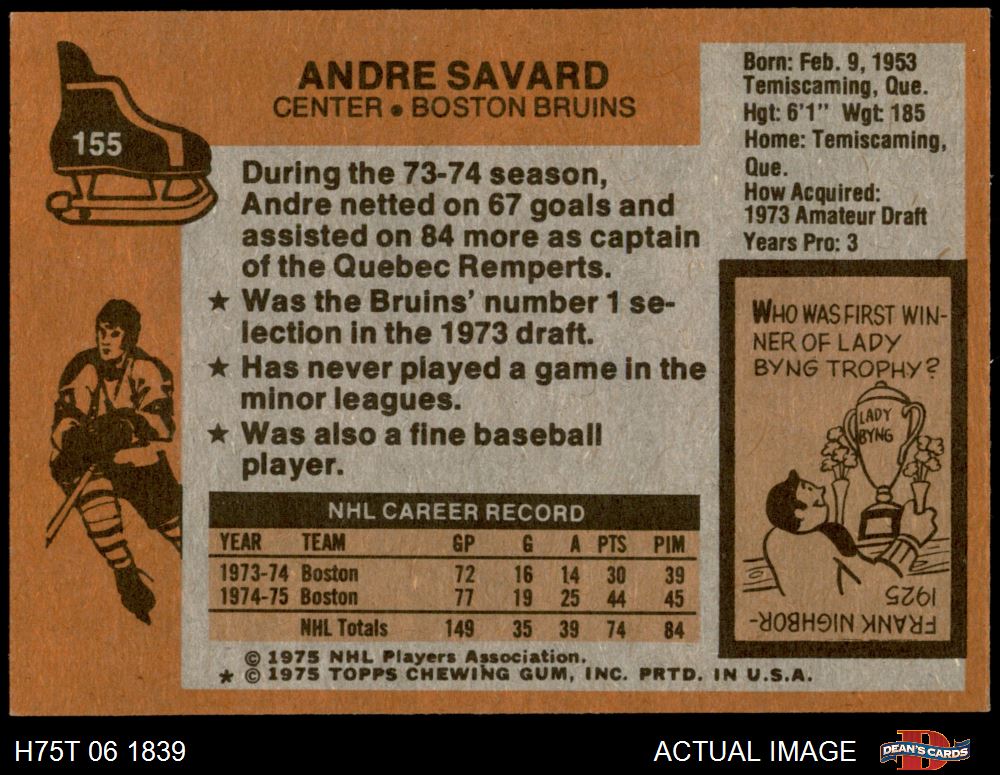 155
ANDRE SAVARD
CENTER • BOSTON BRUINS
During the 73-74 season,
Andre netted on 67 goals and
assisted on 84 more as captain
of the Quebec Remperts.
★ Was the Bruins' number 1 se-
lection in the 1973 draft.
★ Has never played a game in the
minor leagues.
★ Was also a fine baseball
player.
NHL CAREER RECORD
YEAR TEAM GP G A PTS PIM
1973-74 Boston 72 16 14 30 39
1974-75 Boston 77 19 25 44 45
NHL Totals 149 35 39 74 84
© 1975 NHL Players Association.
★ © 1975 TOPPS CHEWING GUM, INC. PRTD. IN U.S.A.
Born: Feb. 9, 1953
Temiscaming, Que.
Hgt: 6'1" Wgt: 185
Home: Temiscaming,
Que.
How Acquired:
1973 Amateur Draft
Years Pro: 3
WHO WAS FIRST WIN-
NER OF LADY
BYNG TROPHY?
LADY
BYNG
FRANK NIGHBOR-
1925
H75T 06 1839
ACTUAL IMAGE
DEAN'S CARDS